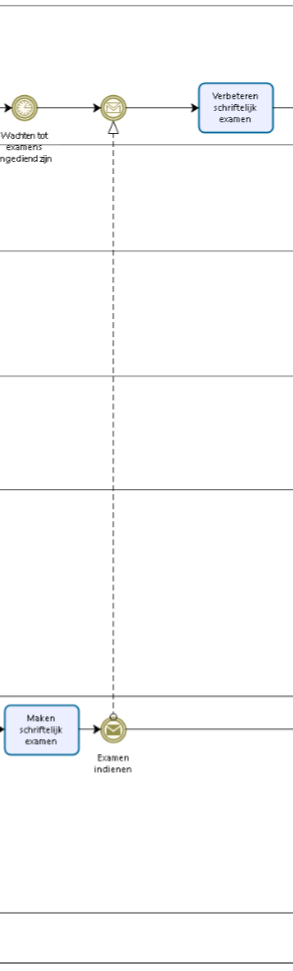 Verbeteren
schriftelijk
examen
Wachten tot
examens
ngediend zijn
Maken
schriftelijk
examen
Examen
indienen